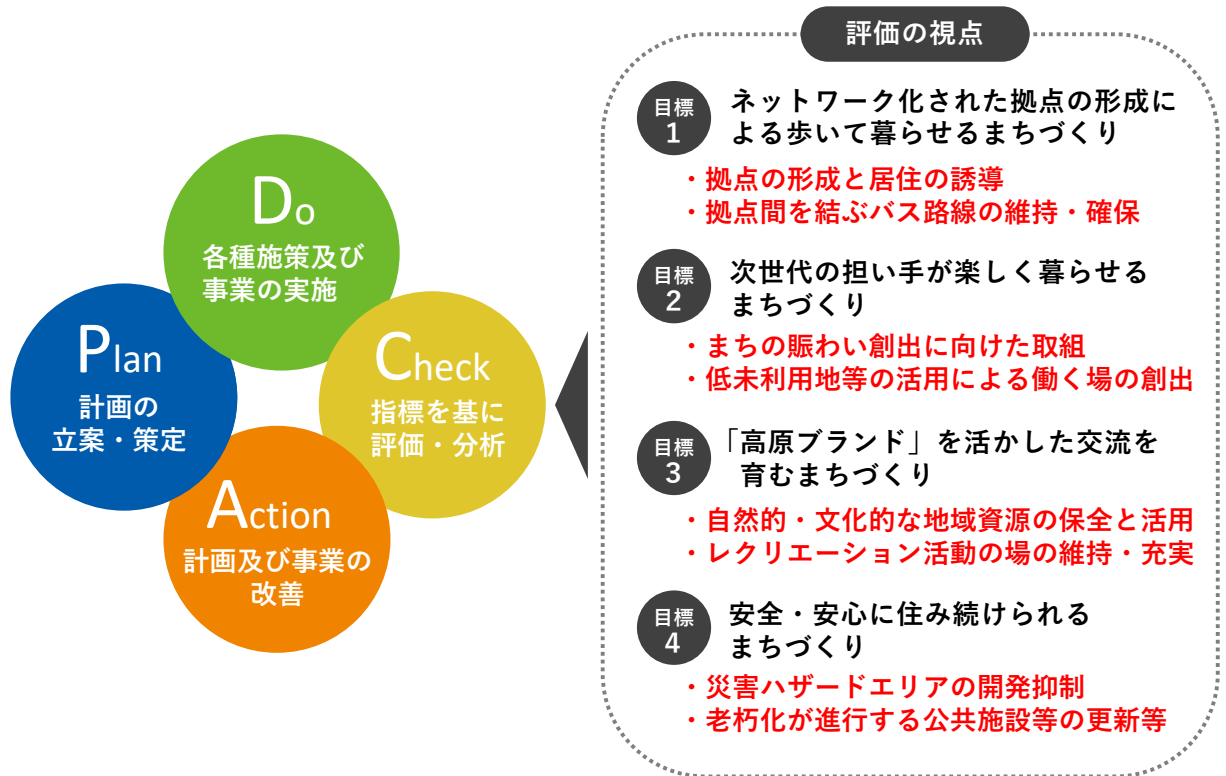 Do
各種施策及び
事業の実施
Plan
計画の
立案・策定
Check
指標を基に
評価・分析
Action
計画及び事業の
改善
評価の視点
目標
1
ネットワーク化された拠点の形成に
よる歩いて暮らせるまちづくり
・拠点の形成と居住の誘導
・拠点間を結ぶバス路線の維持・確保
目標
2
次世代の担い手が楽しく暮らせる
まちづくり
・まちの賑わい創出に向けた取組
・低未利用地等の活用による働く場の創出
目標
3
「高原ブランド」を活かした交流を
育むまちづくり
・自然的・文化的な地域資源の保全と活用
・レクリエーション活動の場の維持・充実
目標
4
安全・安心に住み続けられる
まちづくり
・災害ハザードエリアの開発抑制
・老朽化が進行する公共施設等の更新等